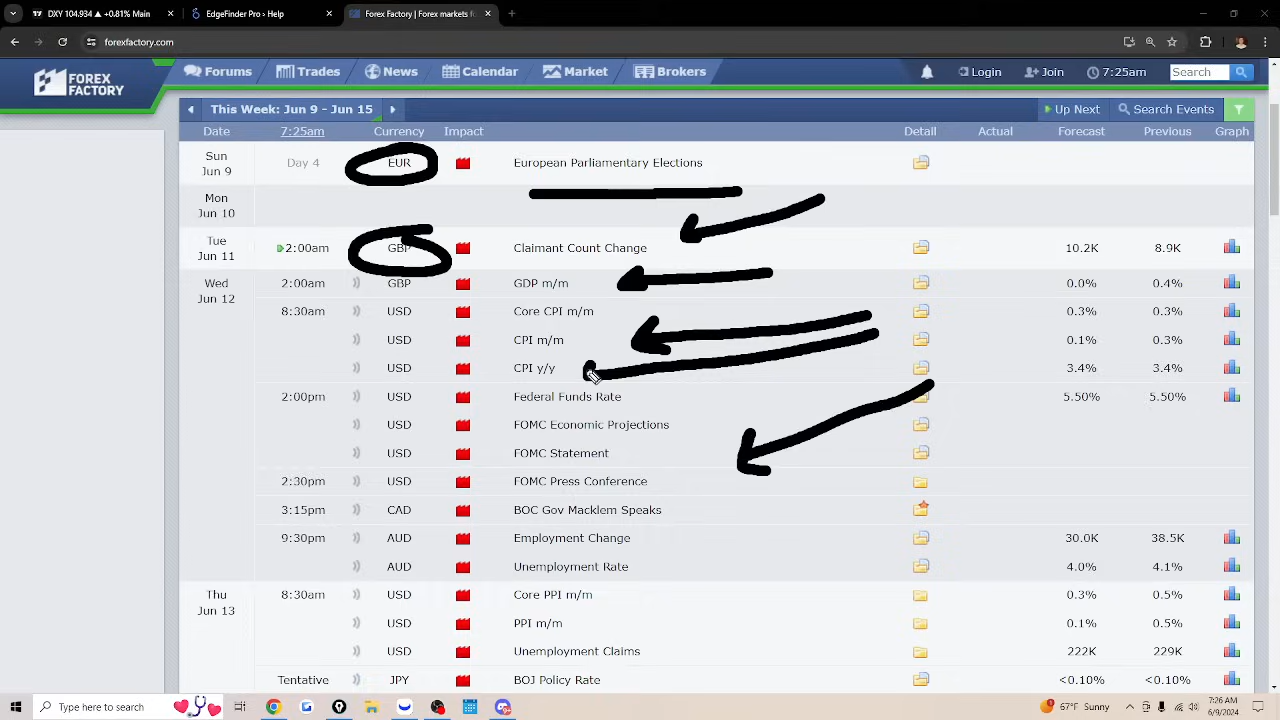 DXY 104.934 ▲ +0.81% Main
EdgeFinder Pro › Help
Forex Factory | Forex markets fo
forexfactory.com
FOREX FACTORY
Forums Trades News Calendar Market Brokers Login Join 7:25am Search
This Week: Jun 9 - Jun 15 Up Next Search Events
Date 7:25am Currency Impact Detail Actual Forecast Previous Graph
Sun Jun 9 Day 4 EUR European Parliamentary Elections
Mon Jun 10
Tue Jun 11 2:00am GBP Claimant Count Change 10.2K 8.9K
Wed Jun 12 2:00am GBP GDP m/m 0.0% 0.4%
8:30am USD Core CPI m/m 0.3% 0.3%
USD CPI m/m 0.1% 0.3%
USD CPI y/y 3.4% 3.4%
2:00pm USD Federal Funds Rate 5.50% 5.50%
USD FOMC Economic Projections
USD FOMC Statement
2:30pm USD FOMC Press Conference
3:15pm CAD BOC Gov Macklem Speaks
9:30pm AUD Employment Change 30.0K 38.5K
AUD Unemployment Rate 4.0% 4.1%
Thu Jun 13 8:30am USD Core PPI m/m 0.3% 0.5%
USD PPI m/m 0.1% 0.5%
USD Unemployment Claims 222K 229K
Tentative JPY BOJ Policy Rate <0.10% <0.10%
Type here to search
67°F Sunny
7:26 AM
6/9/2024